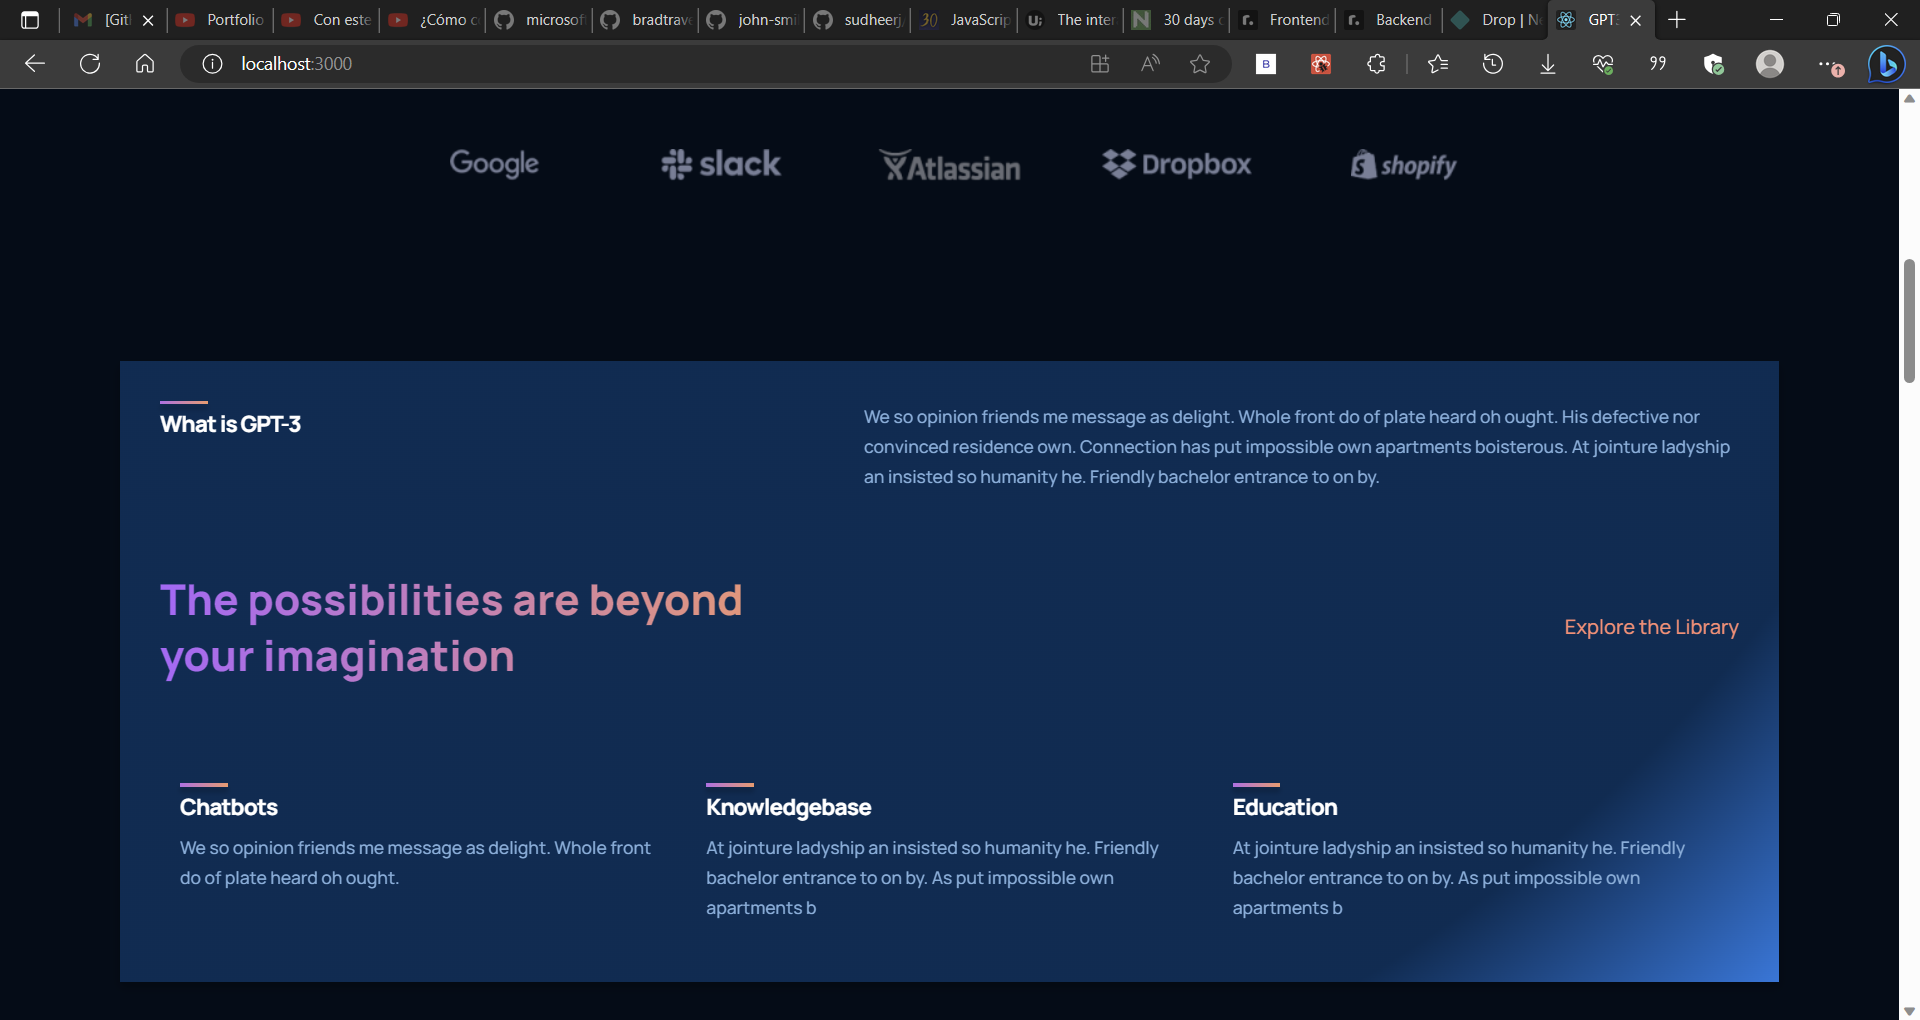 [Git
Portfolio
Con este
¿Cómo c
microsof
bradtrave
john-smi
sudheerj
30 JavaScrip
u; The inter
N 30 days
r. Frontend
r. Backend
Drop | Ne
GPT
localhost:3000
B
Google
slack
Atlassian
Dropbox
shopify
What is GPT-3
We so opinion friends me message as delight. Whole front do of plate heard oh ought. His defective nor
convinced residence own. Connection has put impossible own apartments boisterous. At jointure ladyship
an insisted so humanity he. Friendly bachelor entrance to on by.
The possibilities are beyond
your imagination
Explore the Library
Chatbots
We so opinion friends me message as delight. Whole front
do of plate heard oh ought.
Knowledgebase
At jointure ladyship an insisted so humanity he. Friendly
bachelor entrance to on by. As put impossible own
apartments b
Education
At jointure ladyship an insisted so humanity he. Friendly
bachelor entrance to on by. As put impossible own
apartments b